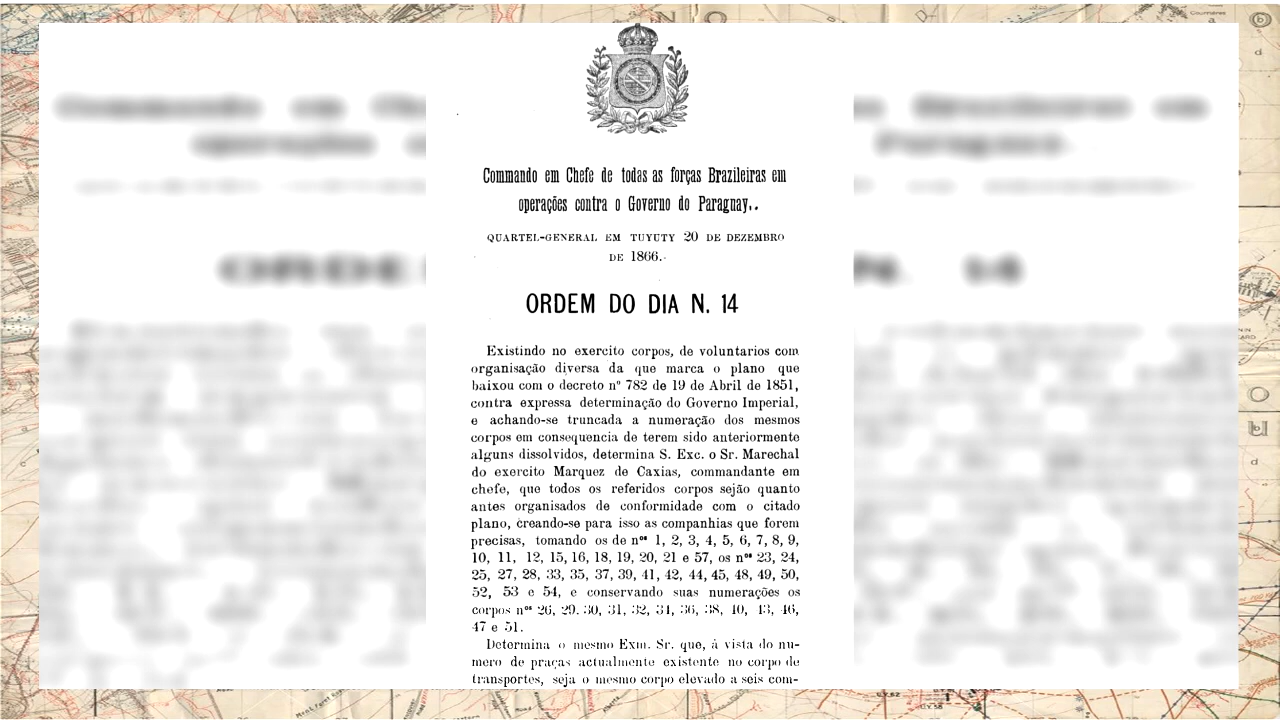 Commando em Chefe de todas as forças Brazileiras em
operações contra o Governo do Paraguay..
QUARTEL-GENERAL EM TUYUTY 20 DE DEZEMBRO
DE 1866.
ORDEM DO DIA N. 14
Existindo no exercito corpos, de voluntarios com
organisação diversa da que marca o plano que
baixou com o decreto nº 782 de 19 de Abril de 1851,
contra expressa determinação do Governo Imperial,
e achando-se truncada a numeração dos mesmos
corpos em consequencia de terem sido anteriormente
alguns dissolvidos, determina S. Exc. o Sr. Marechal
do exercito Marquez de Caxias, commandante em
chefe, que todos os referidos corpos sejão quanto
antes organisados de conformidade com o citado
plano, creando-se para isso as companhias que forem
precisas, tomando os de nºˢ 1, 2, 3, 4, 5, 6, 7, 8, 9,
10, 11, 12, 15, 16, 18, 19, 20, 21 e 57, os nºˢ 23, 24,
25, 27, 28, 33, 35, 37, 39, 41, 42, 44, 45, 48, 49, 50,
52, 53 e 54, e conservando suas numerações os
corpos nºˢ 26, 29. 30, 31, 32, 34, 36, 38, 40, 43, 46,
47 e 51.
Determina o mesmo Exm. Sr. que, á vista do nu-
mero de praças actualmente existente no corpo de
transportes, seja o mesmo corpo elevado a seis com-